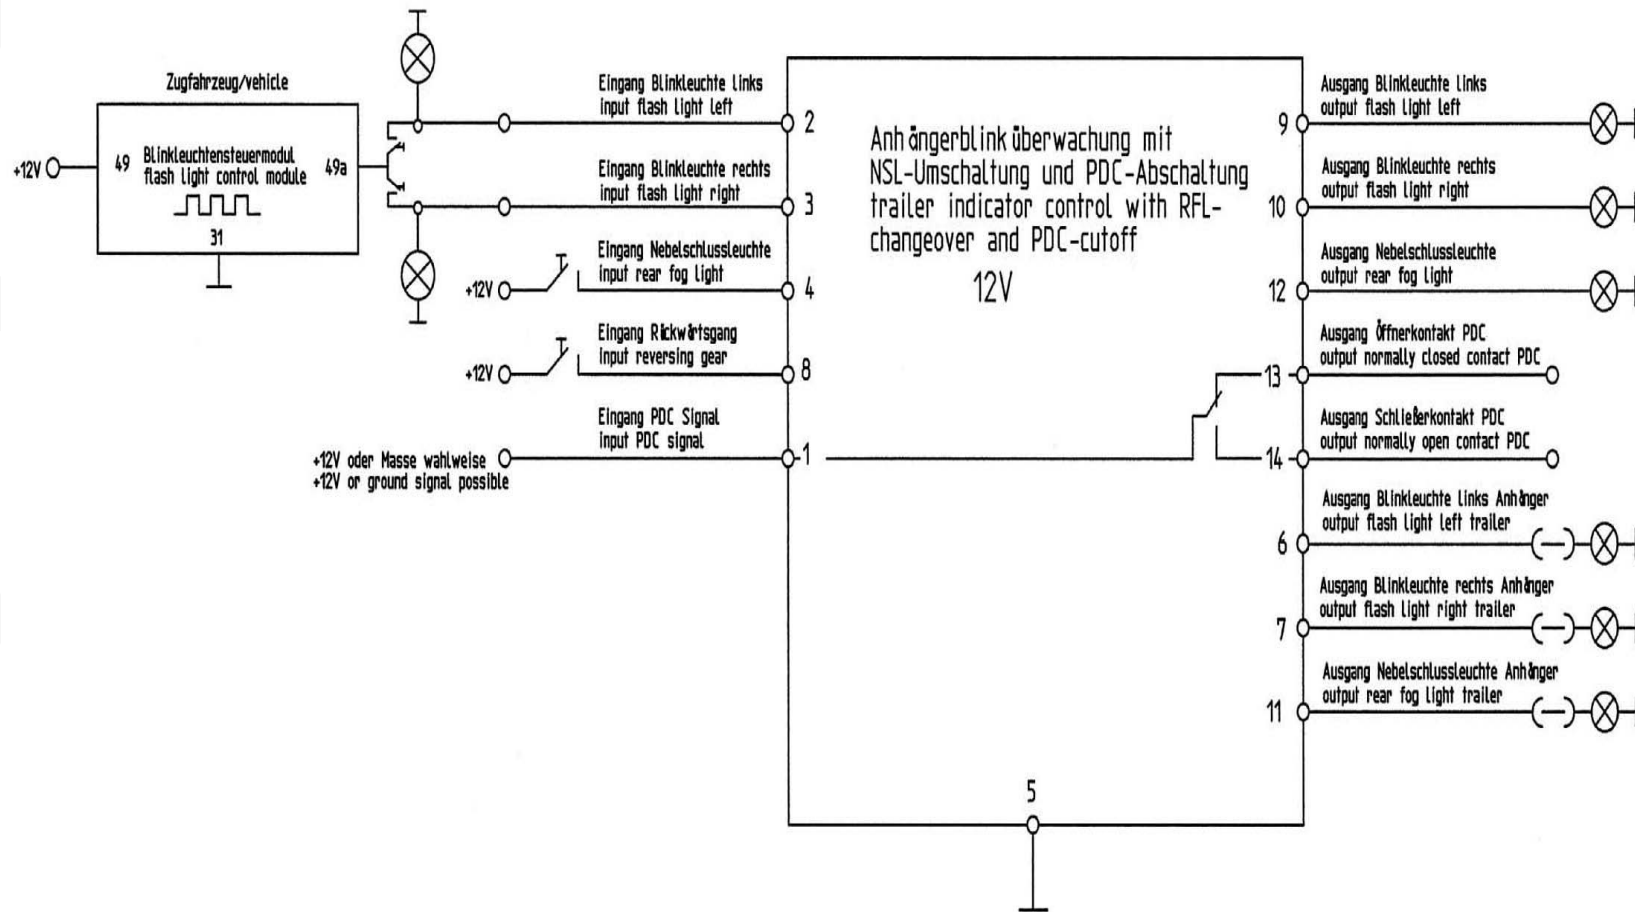 Zugfahrzeug/vehicle
+12V
49
Blinkleuchtensteuermodul
flash light control module
49a
31
Eingang Blinkleuchte links
input flash light left
2
Eingang Blinkleuchte rechts
input flash light right
3
Eingang Nebelschlussleuchte
input rear fog light
+12V
4
Eingang Rückwärtsgang
input reversing gear
+12V
8
Eingang PDC Signal
input PDC signal
+12V oder Masse wahlweise
+12V or ground signal possible
1
Anhängerblinküberwachung mit
NSL-Umschaltung und PDC-Abschaltung
trailer indicator control with RFL-
changeover and PDC-cutoff
12V
5
Ausgang Blinkleuchte links
output flash light left
9
Ausgang Blinkleuchte rechts
output flash light right
10
Ausgang Nebelschlussleuchte
output rear fog light
12
Ausgang Öffnerkontakt PDC
output normally closed contact PDC
13
Ausgang Schließerkontakt PDC
output normally open contact PDC
14
Ausgang Blinkleuchte links Anhänger
output flash light left trailer
6
Ausgang Blinkleuchte rechts Anhänger
output flash light right trailer
7
Ausgang Nebelschlussleuchte Anhänger
output rear fog light trailer
11